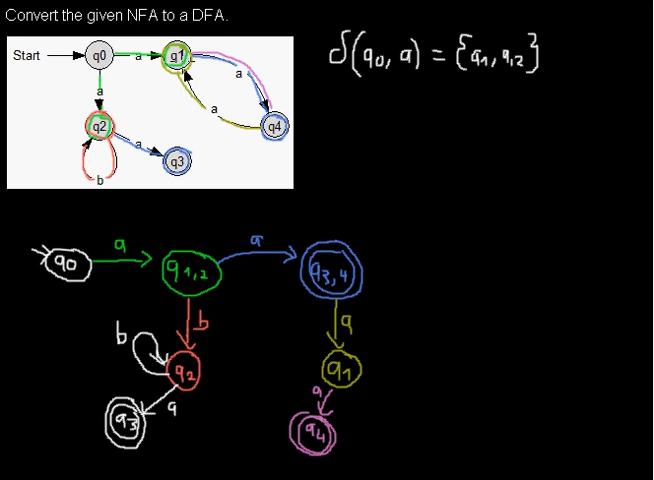 Convert the given NFA to a DFA.
Start q0 a q1
a
a
a
q4
q2 a q3
b
δ(q0, a) = {q1, q2}
q0 a q1,2 a q3,4
b a
b q2 q1
q3 a a q4